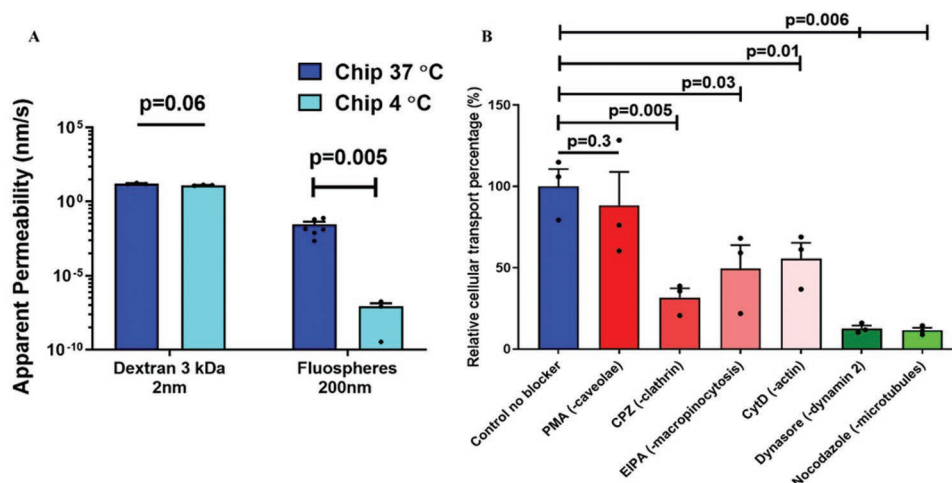 A
Chip 37 °C
Chip 4 °C
p=0.06
p=0.005
Apparent Permeability (nm/s)
10^5
10^0
10^-5
10^-10
Dextran 3 kDa
2nm
Fluospheres
200nm
B
p=0.006
p=0.01
p=0.03
p=0.005
p=0.3
Relative cellular transport percentage (%)
150
100
50
0
Control no blocker
PMA (-caveolae)
CPZ (-clathrin)
EIPA (-macropinocytosis)
CytD (-actin)
Dynasore (-dynamin 2)
Nocodazole (-microtubules)